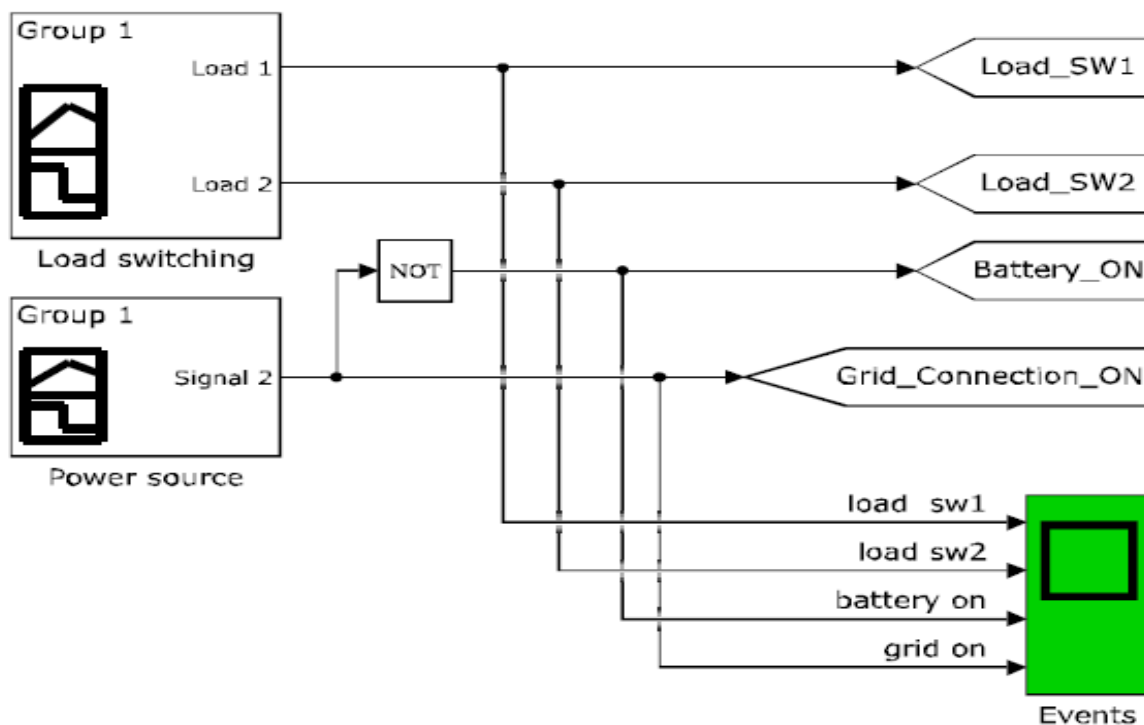 Group 1
Load 1
Load_SW1
Load 2
Load_SW2
Load switching
NOT
Battery_ON
Group 1
Signal 2
Grid_Connection_ON
Power source
load sw1
load sw2
battery on
grid on
Events